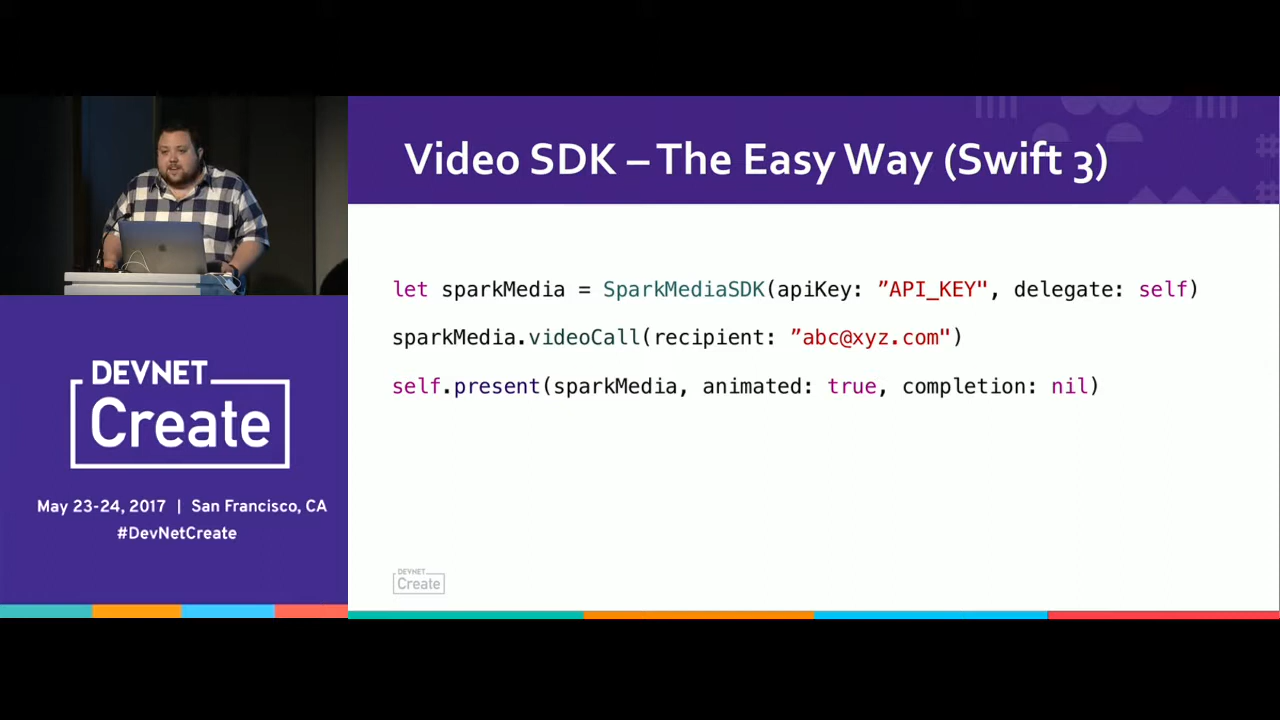 Video SDK – The Easy Way (Swift 3)
let sparkMedia = SparkMediaSDK(apiKey: ”API_KEY", delegate: self)
sparkMedia.videoCall(recipient: ”abc@xyz.com")
self.present(sparkMedia, animated: true, completion: nil)
DEVNET
Create
May 23-24, 2017 | San Francisco, CA
#DevNetCreate
DEVNET
Create